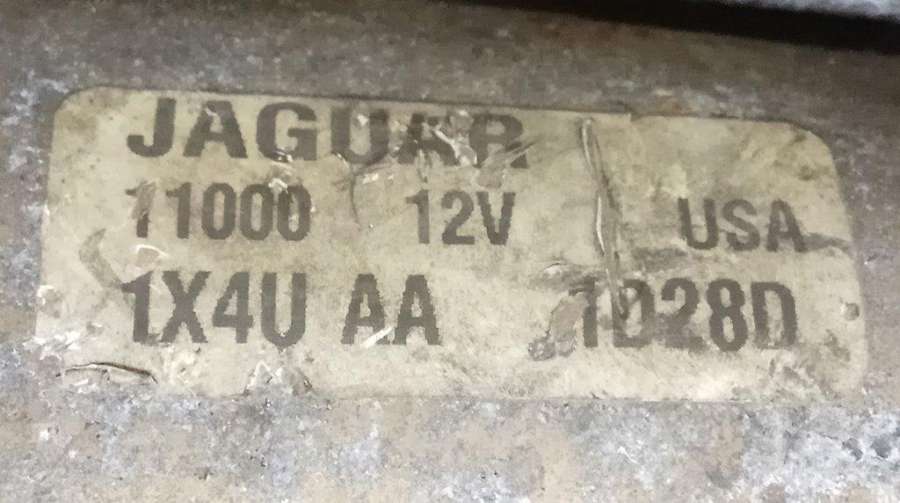 JAGUAR
11000 12V USA
1X4U AA 1D28D